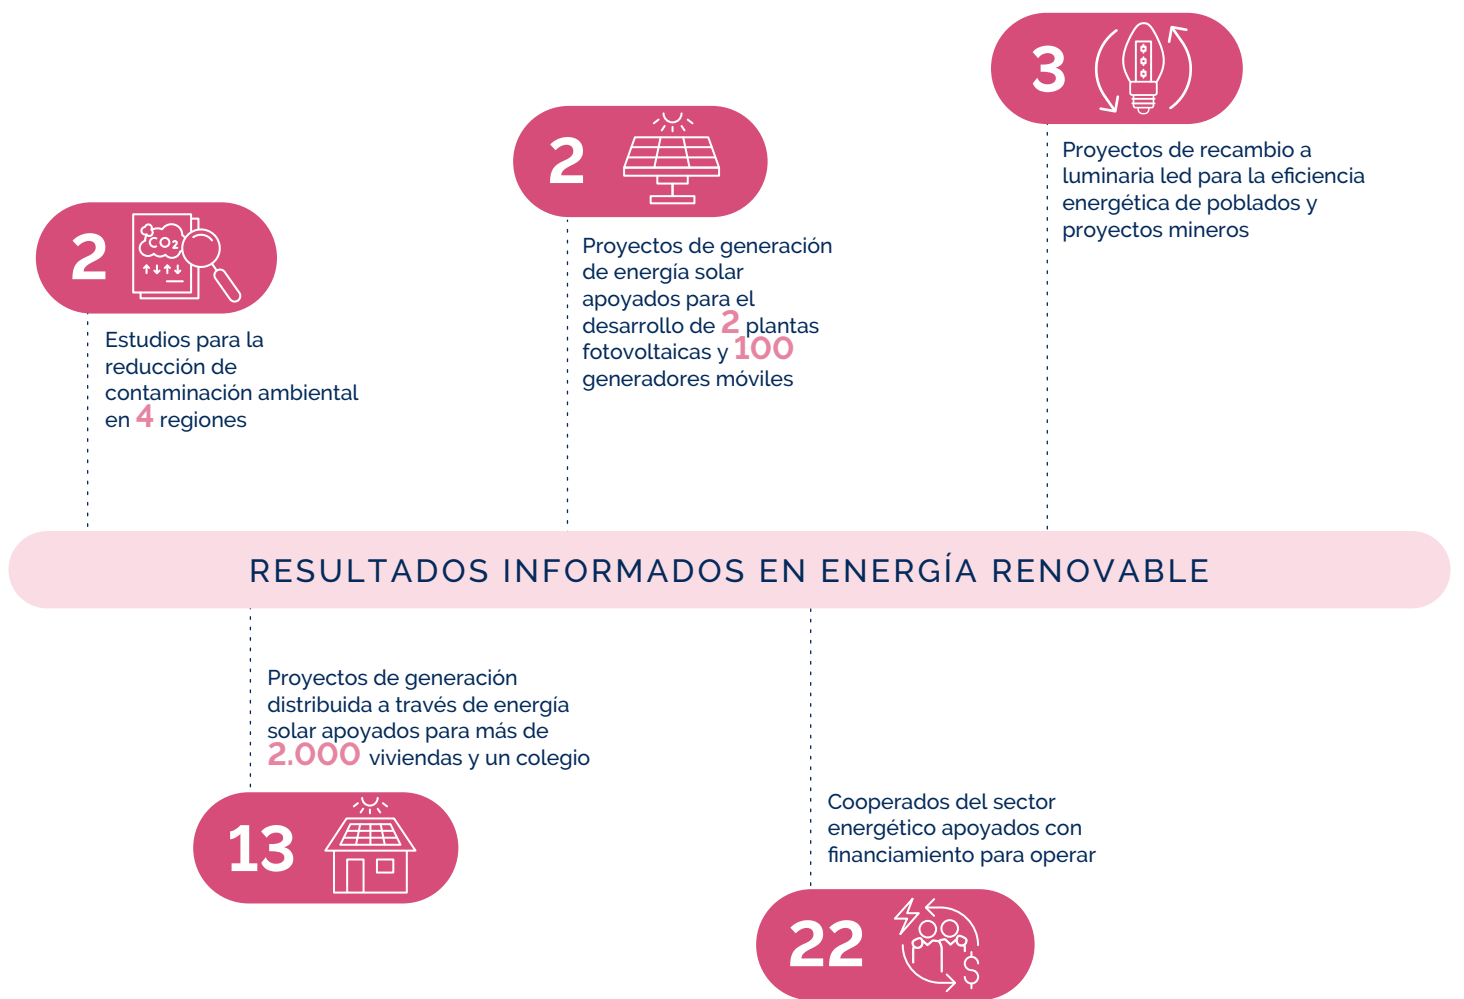 3
Proyectos de recambio a
luminaria led para la eficiencia
energética de poblados y
proyectos mineros
2
Proyectos de generación
de energía solar
apoyados para el
desarrollo de 2 plantas
fotovoltaicas y 100
generadores móviles
2
CO2
Estudios para la
reducción de
contaminación ambiental
en 4 regiones
RESULTADOS INFORMADOS EN ENERGÍA RENOVABLE
Proyectos de generación
distribuida a través de energía
solar apoyados para más de
2.000 viviendas y un colegio
13
Cooperados del sector
energético apoyados con
financiamiento para operar
22
$